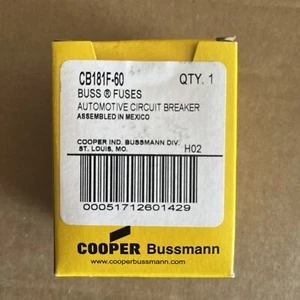 CB181F-60 QTY. 1
BUSS ® FUSES
AUTOMOTIVE CIRCUIT BREAKER
ASSEMBLED IN MEXICO
COOPER IND. BUSSMANN DIV.
ST. LOUIS, MO. H02
00051712601429
COOPER Bussmann
www.cooperbussmann.com